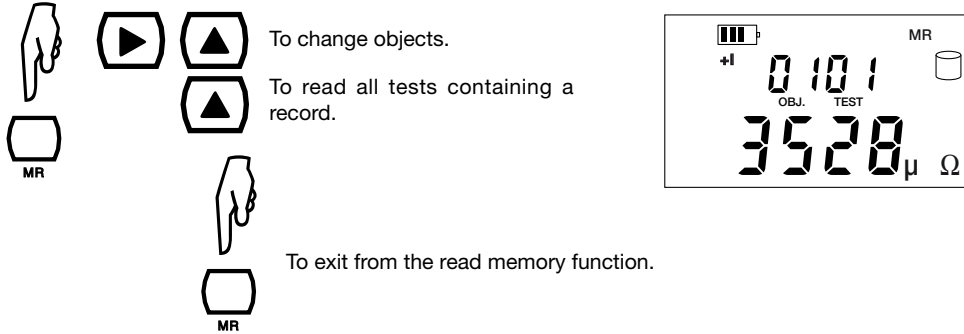 MR
To change objects.
To read all tests containing a
record.
MR
To exit from the read memory function.
MR
+I
0101
OBJ. TEST
3528 µ Ω